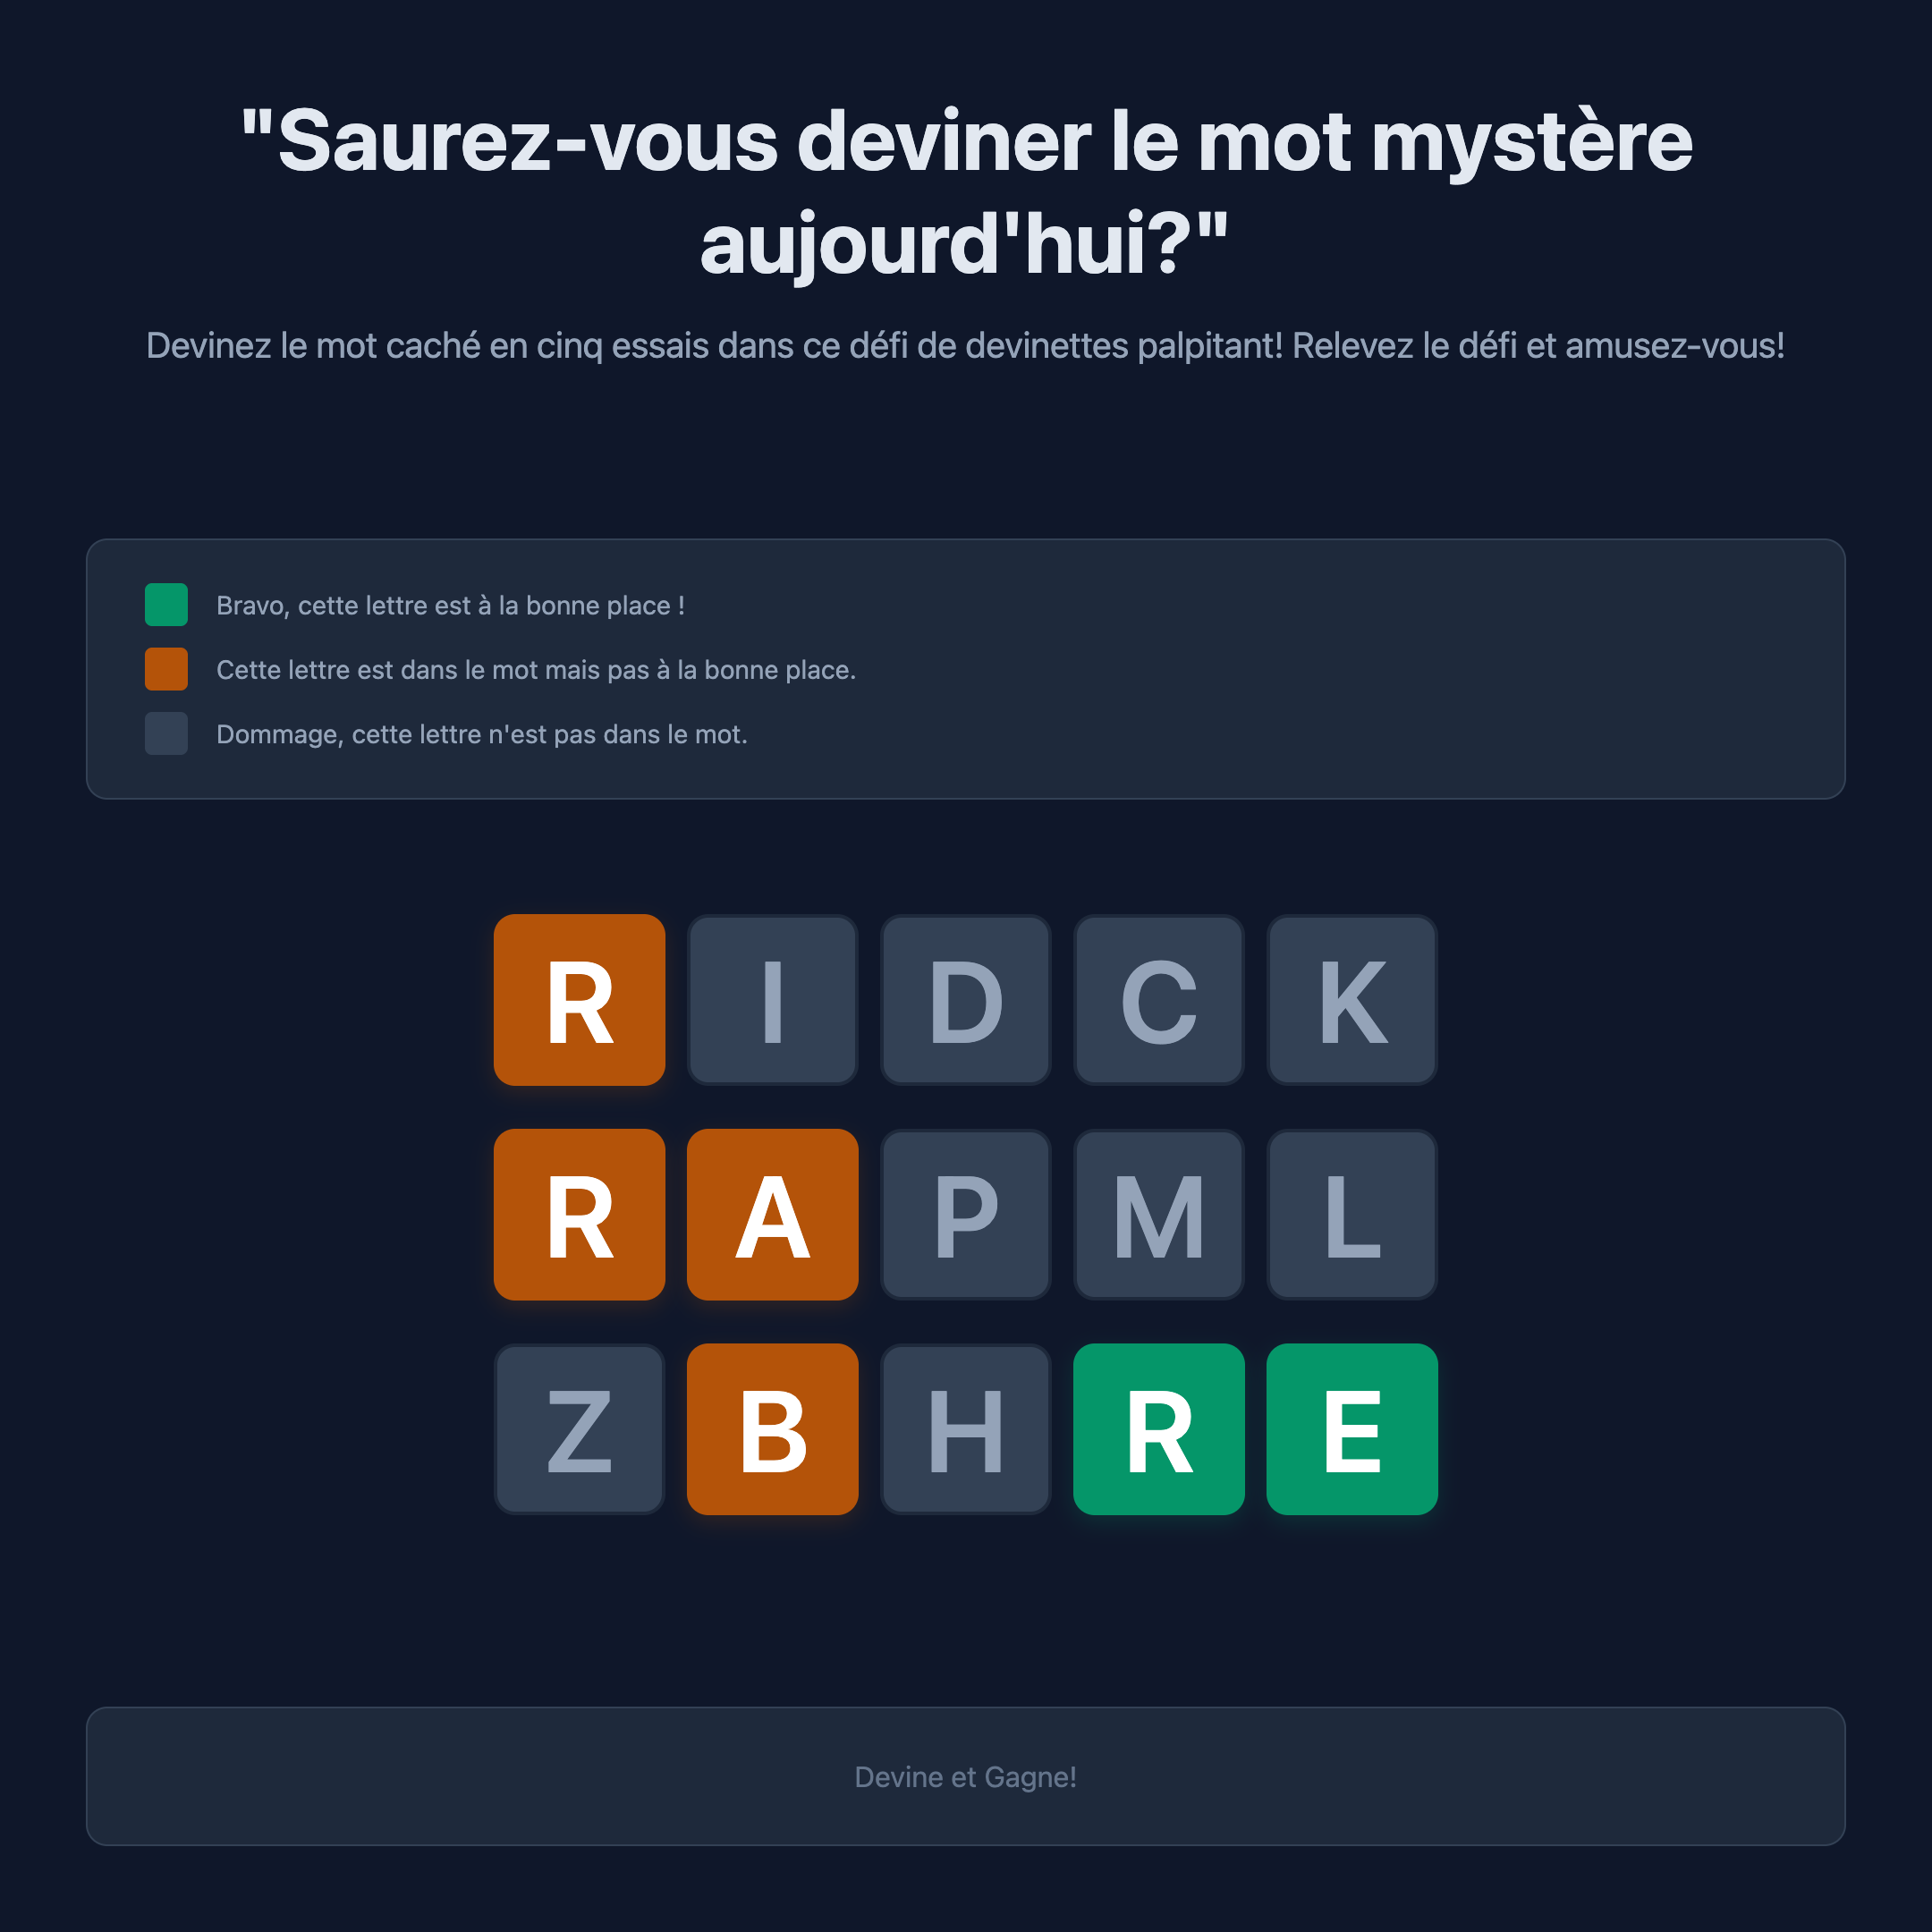 "Saurez-vous deviner le mot mystère
aujourd'hui?"
Devinez le mot caché en cinq essais dans ce défi de devinettes palpitant! Relevez le défi et amusez-vous!
Bravo, cette lettre est à la bonne place !
Cette lettre est dans le mot mais pas à la bonne place.
Dommage, cette lettre n'est pas dans le mot.
R I D C K
R A P M L
Z B H R E
Devine et Gagne!